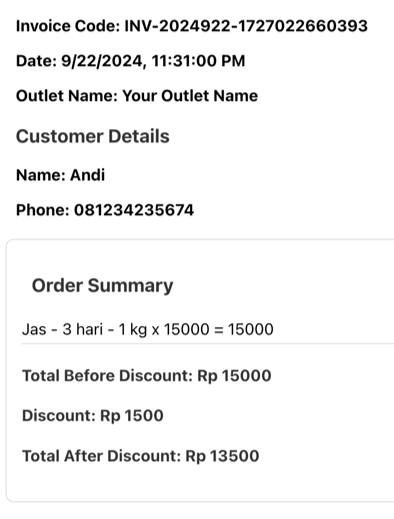 Invoice Code: INV-2024922-1727022660393
Date: 9/22/2024, 11:31:00 PM
Outlet Name: Your Outlet Name
Customer Details
Name: Andi
Phone: 081234235674
Order Summary
Jas - 3 hari - 1 kg x 15000 = 15000
Total Before Discount: Rp 15000
Discount: Rp 1500
Total After Discount: Rp 13500